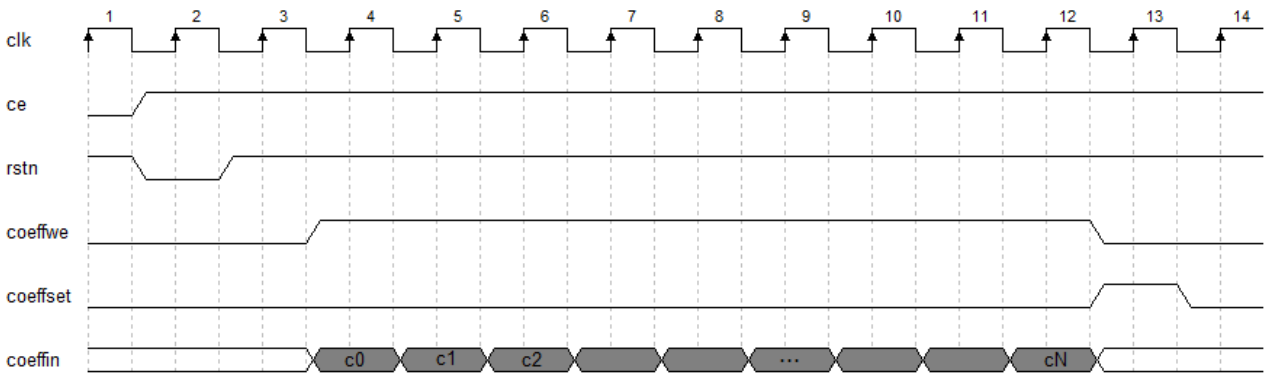 1 2 3 4 5 6 7 8 9 10 11 12 13 14
clk
ce
rstn
coeffwe
coeffset
coeffin c0 c1 c2 ... cN